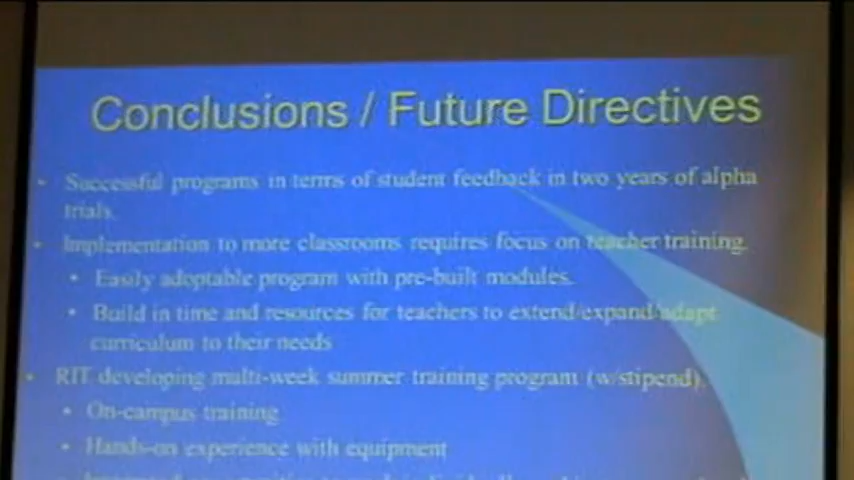 Conclusions / Future Directives
• Successful programs in terms of student feedback in two years of alpha
trials.
• Implementation to more classrooms requires focus on teacher training.
• Easily adoptable program with pre-built modules.
• Build in time and resources for teachers to extend/expand/adapt
curriculum to their needs
• RIT developing multi-week summer training program (w/stipend).
• On-campus training
• Hands-on experience with equipment